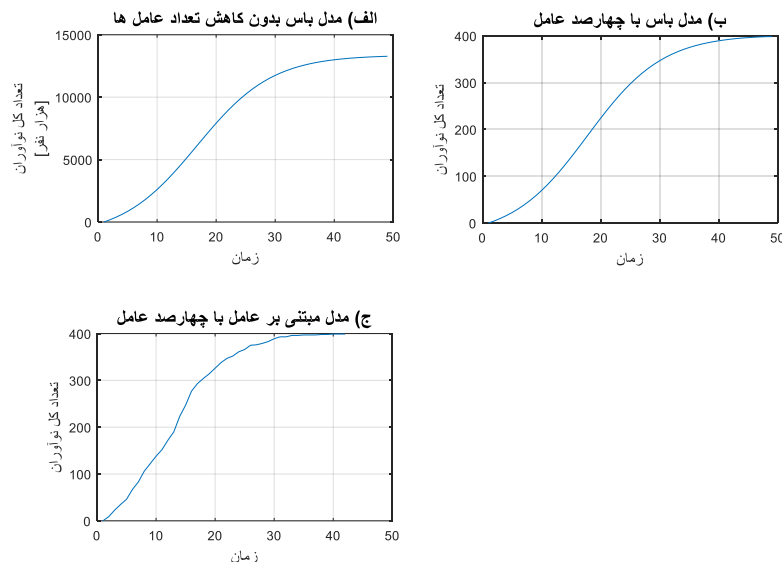 الف) مدل باس بدون کاهش تعداد عامل ها
تعداد کل نوآوران
[هزار نفر]
15000
10000
5000
0
0 10 20 30 40 50
زمان
ب) مدل باس با چهارصد عامل
تعداد کل نوآوران
400
300
200
100
0
0 10 20 30 40 50
زمان
ج) مدل مبتنی بر عامل با چهارصد عامل
تعداد کل نوآوران
400
300
200
100
0
0 10 20 30 40 50
زمان